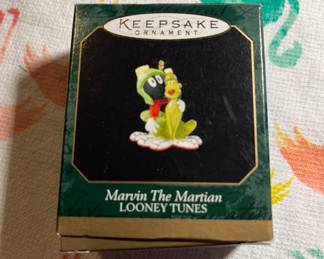 KEEPSAKE
ORNAMENT
Marvin The Martian
LOONEY TUNES